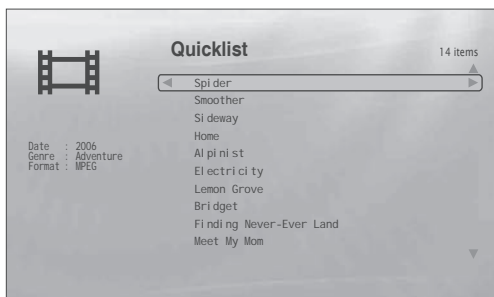 Quicklist
14 items
Spider
Smoother
Sideway
Home
Alpinist
Electricity
Lemon Grove
Bridget
Finding Never-Ever Land
Meet My Mom
Date : 2006
Genre : Adventure
Format : MPEG